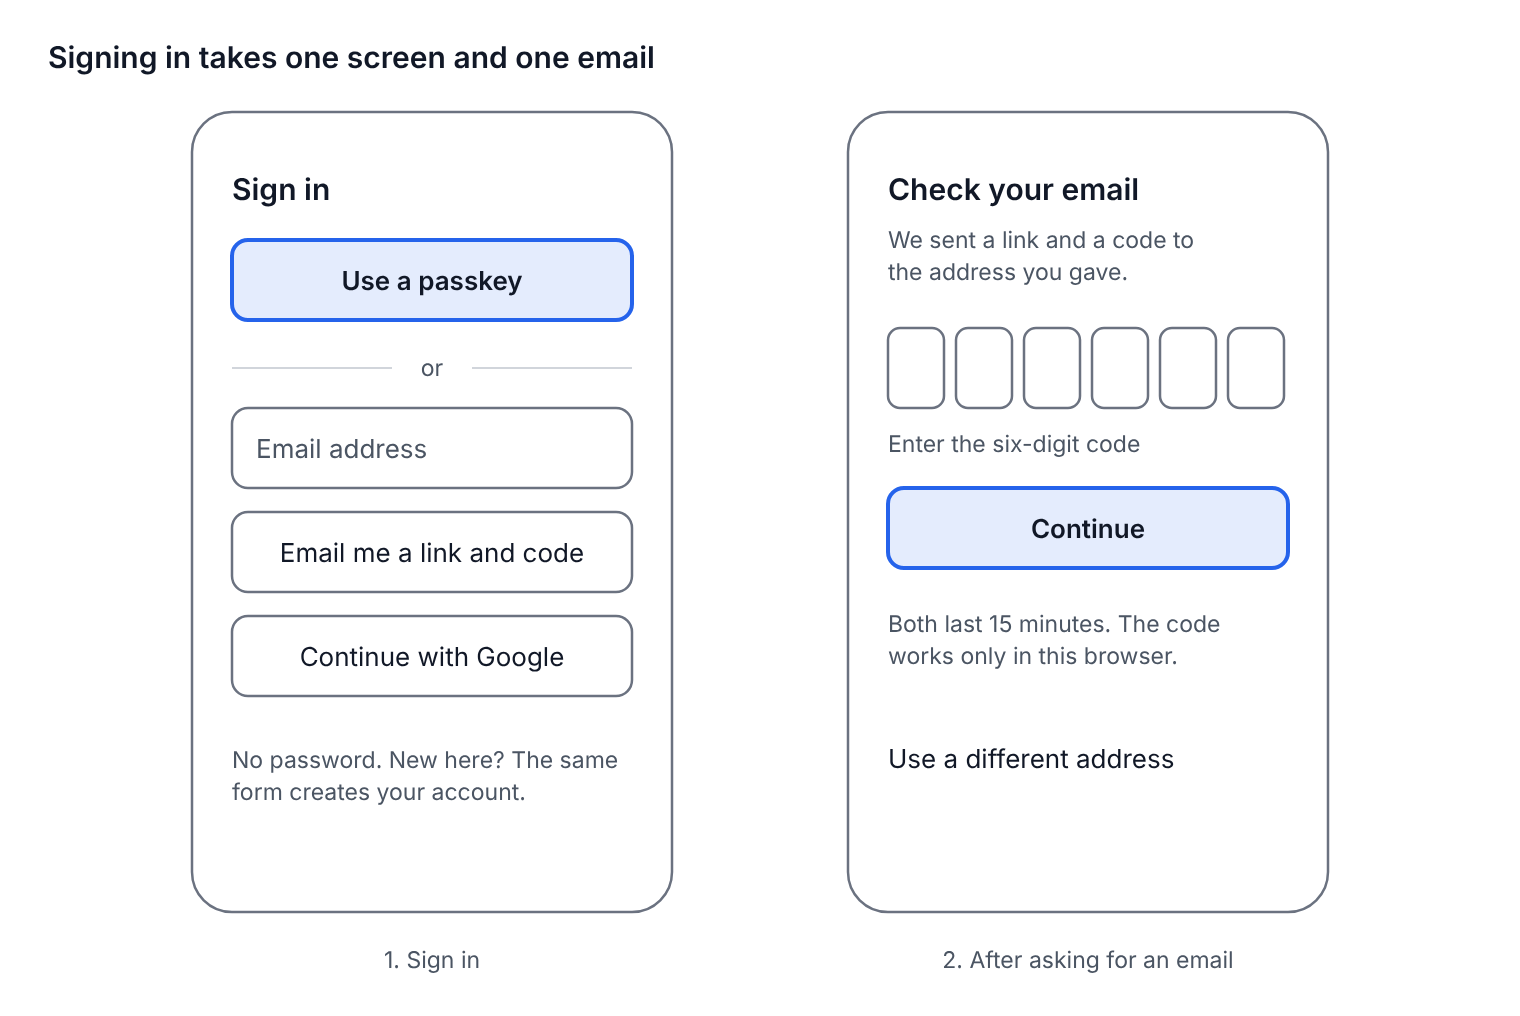 Signing in takes one screen and one email
Sign in
Use a passkey
or
Email address
Email me a link and code
Continue with Google
No password. New here? The same
form creates your account.
1. Sign in
Check your email
We sent a link and a code to
the address you gave.
Enter the six-digit code
Continue
Both last 15 minutes. The code
works only in this browser.
Use a different address
2. After asking for an email